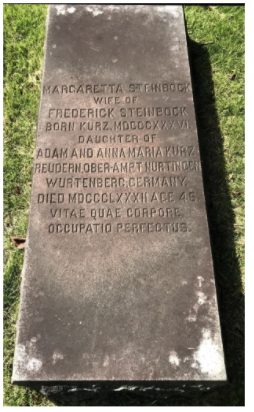 MARGARETTA STEINBOCK
WIFE OF
FREDERICK STEINBOCK
BORN KURZ. MDCCCXXXVI
DAUGHTER OF
ADAM AND ANNA MARIA KURZ
REUDERN, OBER-AMPT NURTINGEN
WURTENBERG, GERMANY.
DIED MDCCCLXXXII AGE 45
VITAE QUAE CORPORE
OCCUPATIO PERFECTUS.